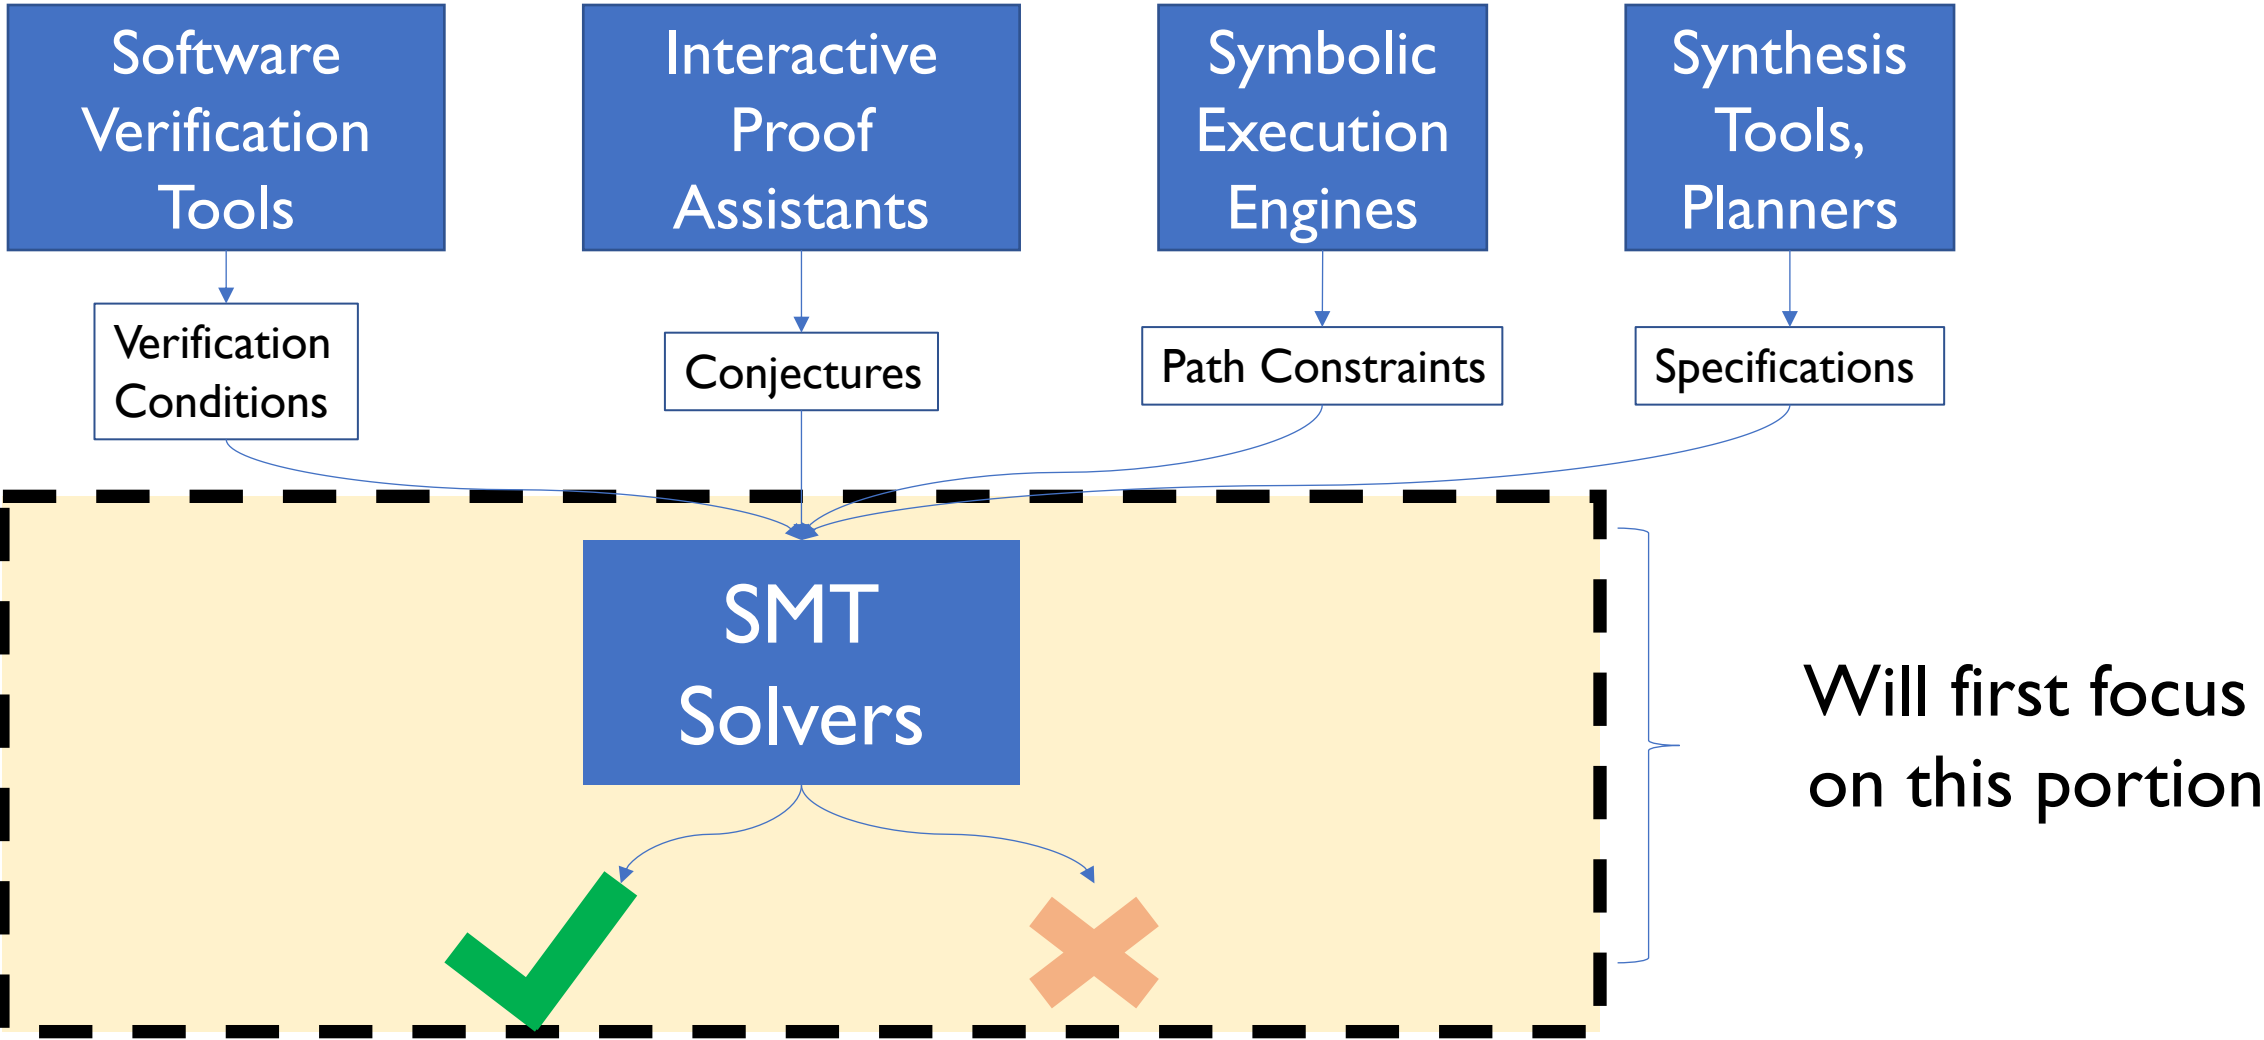 Software
Verification
Tools
Interactive
Proof
Assistants
Symbolic
Execution
Engines
Synthesis
Tools,
Planners
Verification
Conditions
Conjectures
Path Constraints
Specifications
SMT
Solvers
Will first focus
on this portion